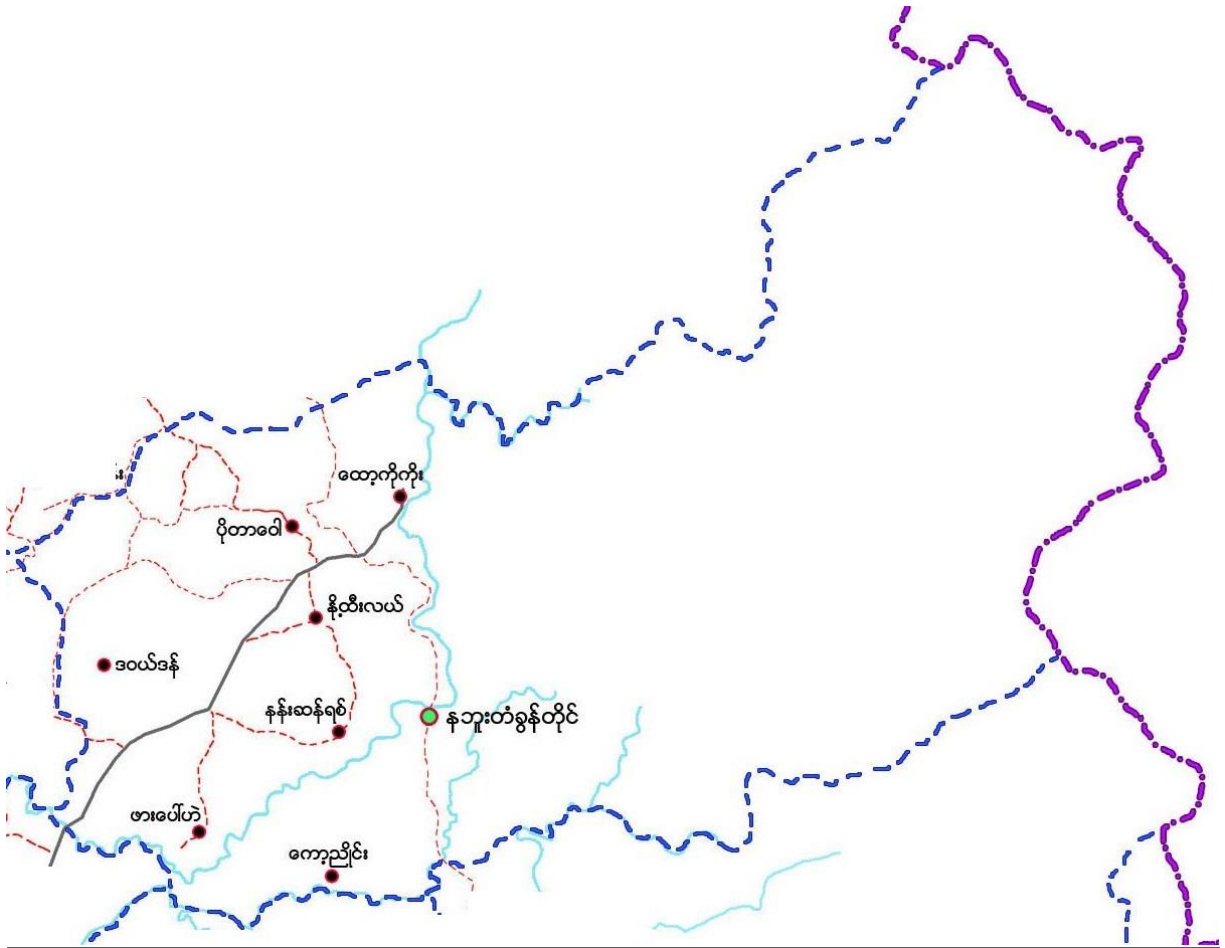 ထော့ကိုကိုး
ပိုတာဝေါ
နို့ထီးလယ်
ဒဝယ်ဒန်
နန်းဆန်ရစ်
နဘူးတံခွန်တိုင်
ဖားပေါ်ဟဲ
ကော့ညှိုင်း